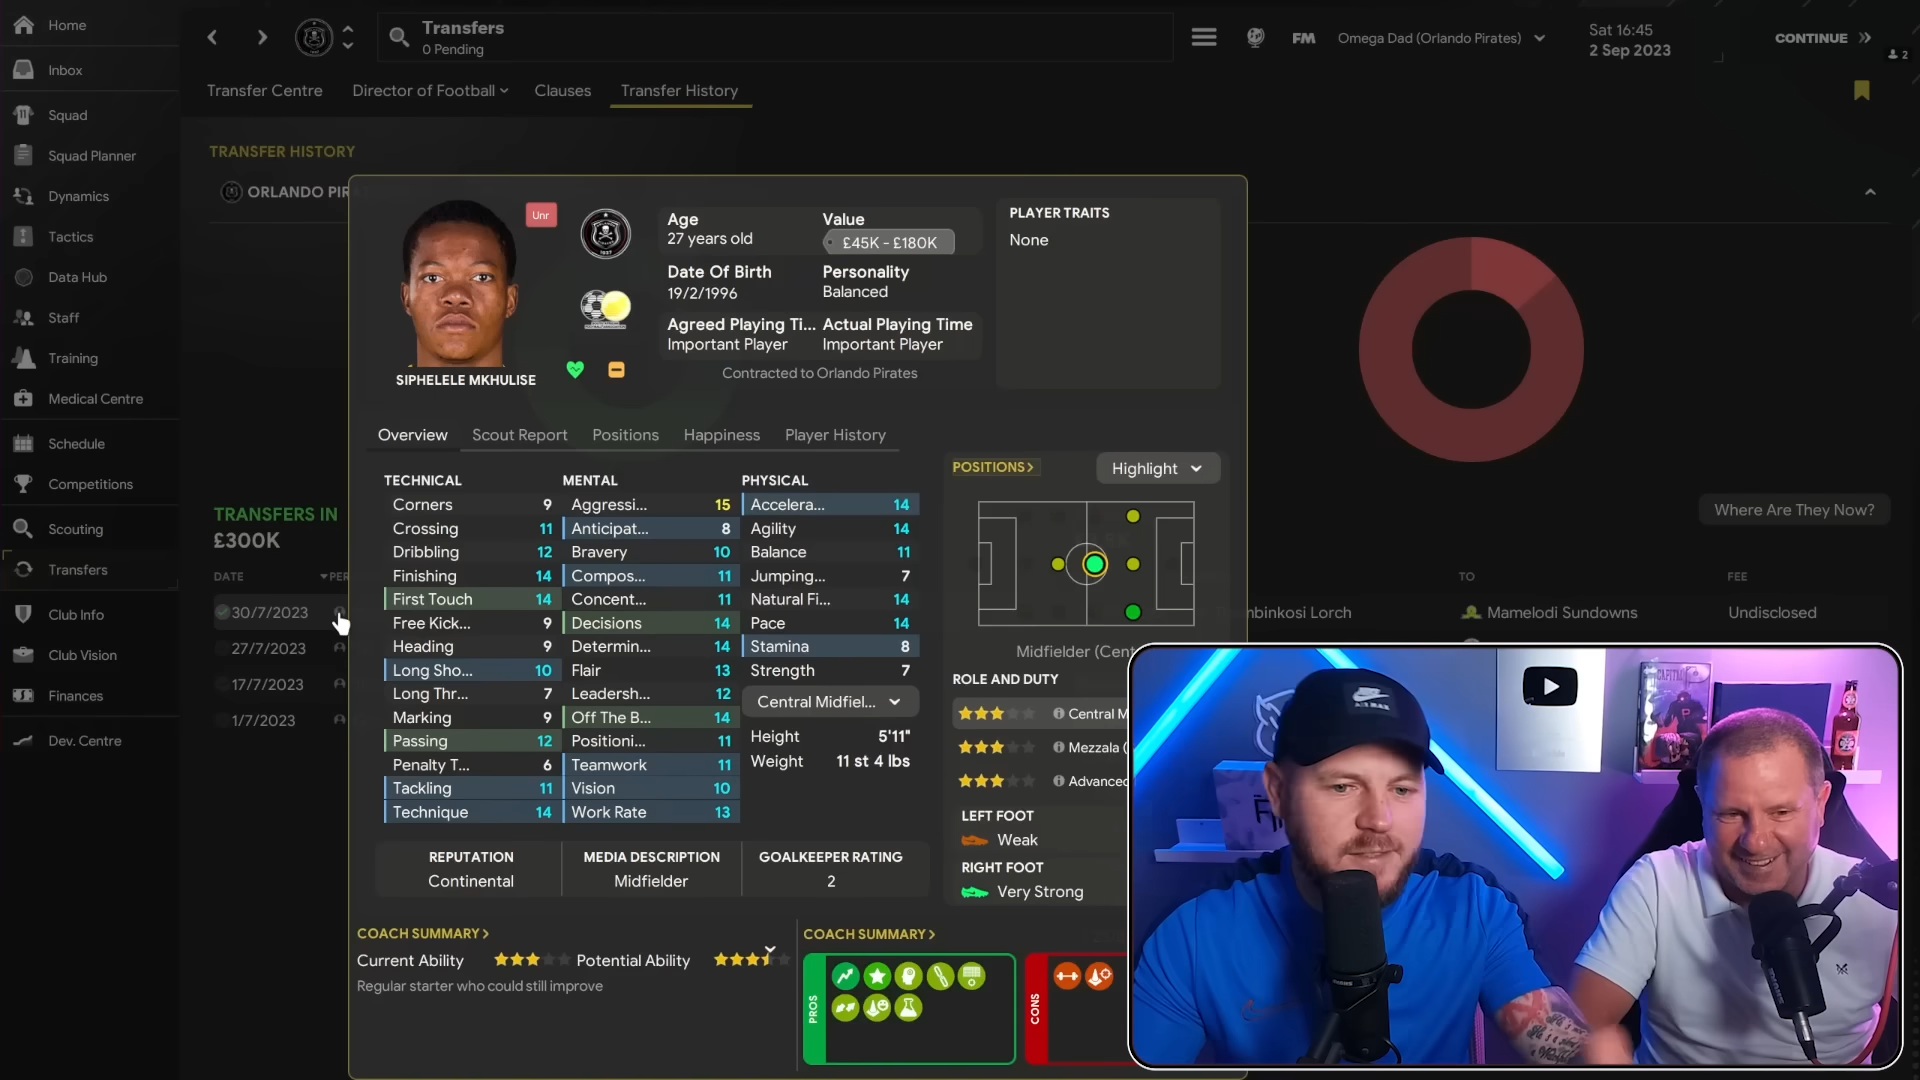 Home
Inbox
Squad
Squad Planner
Dynamics
Tactics
Data Hub
Staff
Training
Medical Centre
Schedule
Competitions
Scouting
Transfers
Club Info
Club Vision
Finances
Dev. Centre
Transfers
0 Pending
FM
Omega Dad (Orlando Pirates)
Sat 16:45
2 Sep 2023
CONTINUE
2
Transfer Centre
Director of Football
Clauses
Transfer History
TRANSFER HISTORY
ORLANDO PIR
TRANSFERS IN
£300K
DATE
PER
30/7/2023
27/7/2023
17/7/2023
1/7/2023
Unr
SIPHELELE MKHULISE
Age
27 years old
Value
£45K - £180K
Date Of Birth
19/2/1996
Personality
Balanced
Agreed Playing Ti...
Important Player
Actual Playing Time
Important Player
Contracted to Orlando Pirates
PLAYER TRAITS
None
Overview
Scout Report
Positions
Happiness
Player History
TECHNICAL
Corners 9
Crossing 11
Dribbling 12
Finishing 14
First Touch 14
Free Kick... 9
Heading 9
Long Sho... 10
Long Thr... 7
Marking 9
Passing 12
Penalty T... 6
Tackling 11
Technique 14
MENTAL
Aggressi... 15
Anticipat... 8
Bravery 10
Compos... 11
Concent... 11
Decisions 14
Determin... 14
Flair 13
Leadersh... 12
Off The B... 14
Positioni... 11
Teamwork 11
Vision 10
Work Rate 13
PHYSICAL
Accelera... 14
Agility 14
Balance 11
Jumping... 7
Natural Fi... 14
Pace 14
Stamina 8
Strength 7
Central Midfiel...
Height 5'11"
Weight 11 st 4 lbs
REPUTATION
Continental
MEDIA DESCRIPTION
Midfielder
GOALKEEPER RATING
2
POSITIONS >
Highlight
Midfielder (Cent
ROLE AND DUTY
Central M
Mezzala (
Advanced
LEFT FOOT
Weak
RIGHT FOOT
Very Strong
COACH SUMMARY >
Current Ability
Potential Ability
Regular starter who could still improve
COACH SUMMARY >
PROS
CONS
Where Are They Now?
TO
FEE
mbinkosi Lorch
Mamelodi Sundowns
Undisclosed